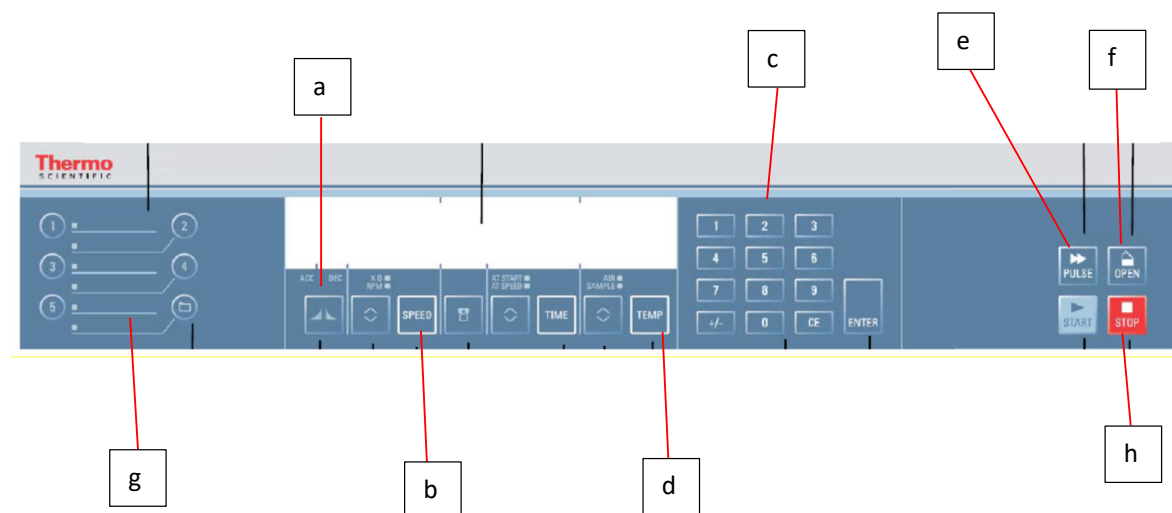 e
f
c
a
Thermo
SCIENTIFIC
1 2
3 4
5
ACC DEC
X G
RPM
AT START
AT SPEED
AIR
SAMPLE
SPEED
TIME
TEMP
1 2 3
4 5 6
7 8 9
+/- 0 CE ENTER
PULSE OPEN
START STOP
g
b
d
h